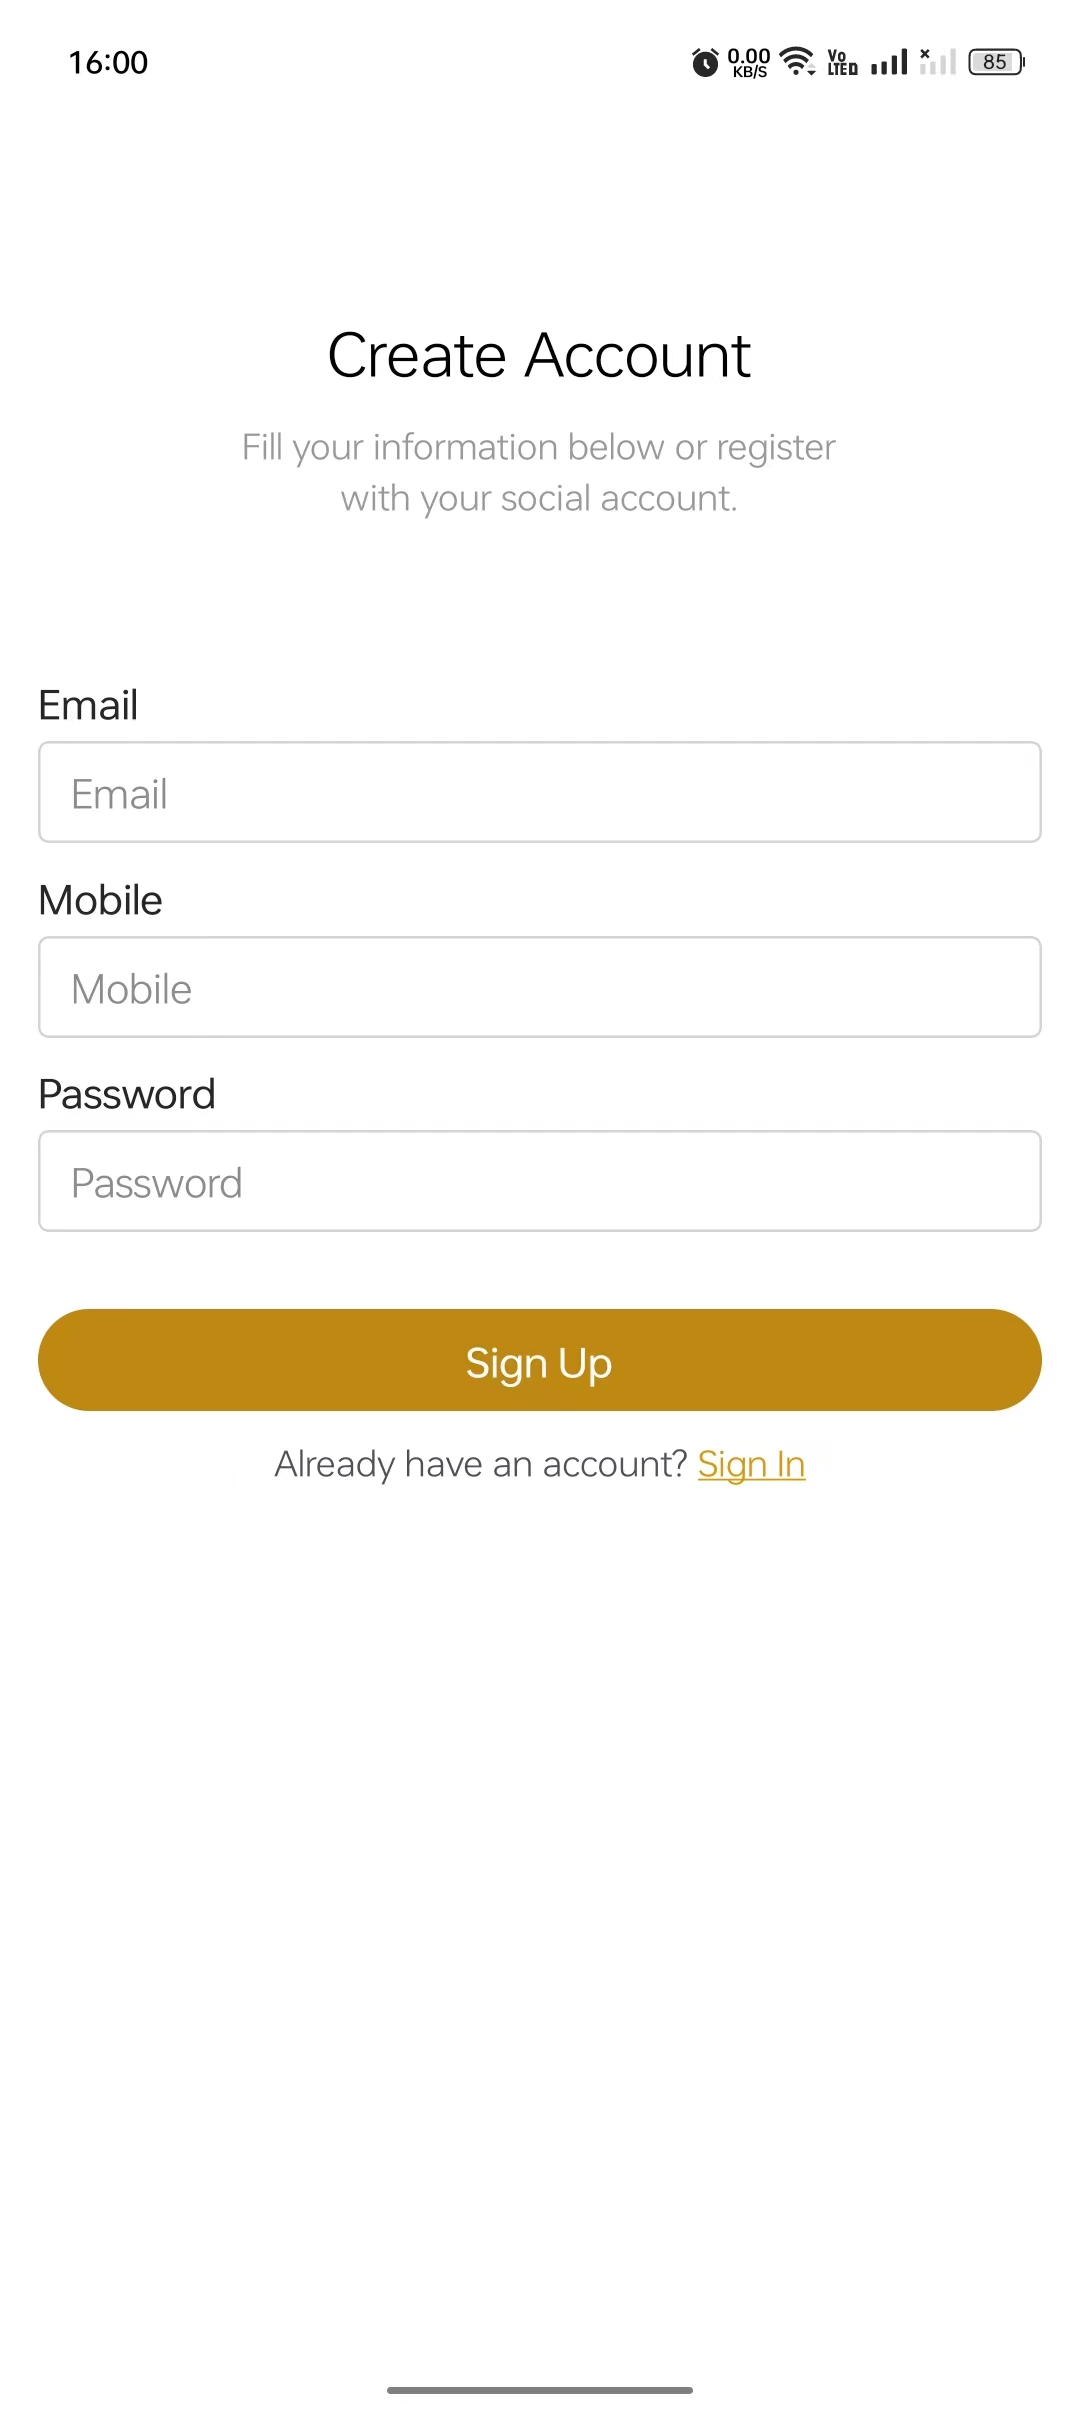 16:00
0.00
KB/S
Vo
LTED
85
Create Account
Fill your information below or register
with your social account.
Email
Email
Mobile
Mobile
Password
Password
Sign Up
Already have an account? Sign In